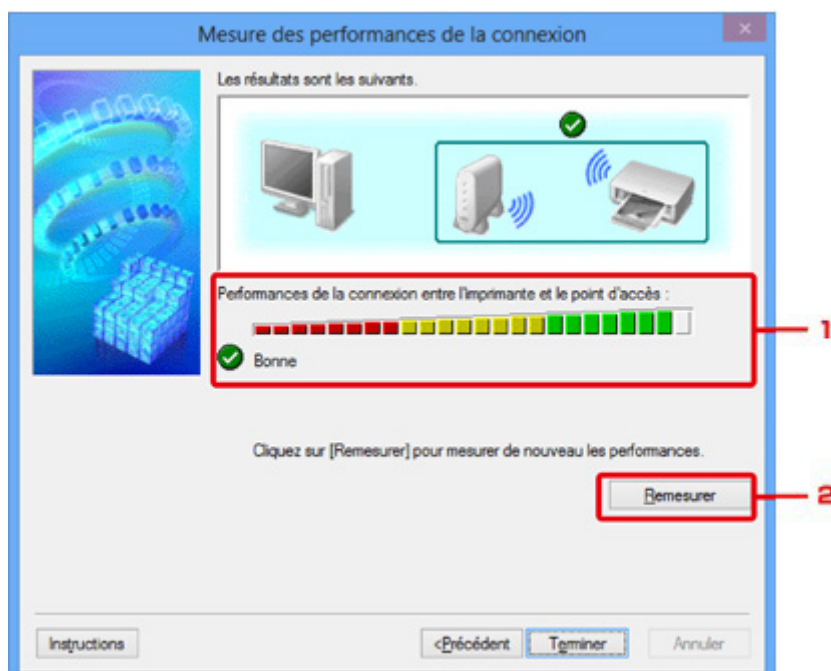 Mesure des performances de la connexion
Les résultats sont les suivants.
Performances de la connexion entre l'imprimante et le point d'accès :
1
Bonne
Cliquez sur [Remesurer] pour mesurer de nouveau les performances.
Remesurer
2
Instructions
<Précédent
Terminer
Annuler